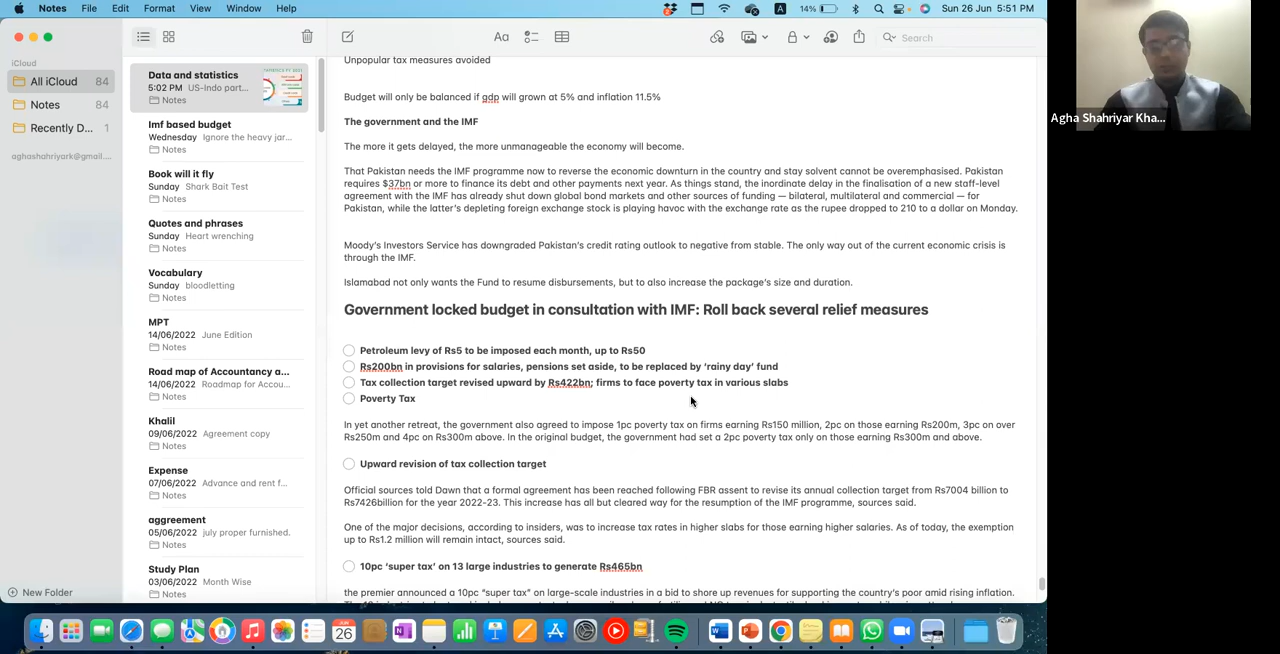 Notes File Edit Format View Window Help
A 14% Sun 26 Jun 5:51 PM
iCloud
All iCloud 84
Notes 84
Recently D... 1
aghashahriyark@gmail....
New Folder
Data and statistics
5:02 PM US-Indo part...
Notes
Imf based budget
Wednesday Ignore the heavy jar...
Notes
Book will it fly
Sunday Shark Bait Test
Notes
Quotes and phrases
Sunday Heart wrenching
Notes
Vocabulary
Sunday bloodletting
Notes
MPT
14/06/2022 June Edition
Notes
Road map of Accountancy a...
14/06/2022 Roadmap for Accou...
Notes
Khalil
09/06/2022 Agreement copy
Notes
Expense
07/06/2022 Advance and rent f...
Notes
aggreement
05/06/2022 july proper furnished.
Notes
Study Plan
03/06/2022 Month Wise
Notes
Aa
Search
Unpopular tax measures avoided
Budget will only be balanced if gdp will grown at 5% and inflation 11.5%
The government and the IMF
The more it gets delayed, the more unmanageable the economy will become.
That Pakistan needs the IMF programme now to reverse the economic downturn in the country and stay solvent cannot be overemphasised. Pakistan
requires $37bn or more to finance its debt and other payments next year. As things stand, the inordinate delay in the finalisation of a new staff-level
agreement with the IMF has already shut down global bond markets and other sources of funding — bilateral, multilateral and commercial — for
Pakistan, while the latter's depleting foreign exchange stock is playing havoc with the exchange rate as the rupee dropped to 210 to a dollar on Monday.
Moody's Investors Service has downgraded Pakistan's credit rating outlook to negative from stable. The only way out of the current economic crisis is
through the IMF.
Islamabad not only wants the Fund to resume disbursements, but to also increase the package's size and duration.
Government locked budget in consultation with IMF: Roll back several relief measures
Petroleum levy of Rs5 to be imposed each month, up to Rs50
Rs200bn in provisions for salaries, pensions set aside, to be replaced by ‘rainy day’ fund
Tax collection target revised upward by Rs422bn; firms to face poverty tax in various slabs
Poverty Tax
In yet another retreat, the government also agreed to impose 1pc poverty tax on firms earning Rs150 million, 2pc on those earning Rs200m, 3pc on over
Rs250m and 4pc on Rs300m above. In the original budget, the government had set a 2pc poverty tax only on those earning Rs300m and above.
Upward revision of tax collection target
Official sources told Dawn that a formal agreement has been reached following FBR assent to revise its annual collection target from Rs7004 billion to
Rs7426billion for the year 2022-23. This increase has all but cleared way for the resumption of the IMF programme, sources said.
One of the major decisions, according to insiders, was to increase tax rates in higher slabs for those earning higher salaries. As of today, the exemption
up to Rs1.2 million will remain intact, sources said.
10pc ‘super tax’ on 13 large industries to generate Rs465bn
the premier announced a 10pc “super tax” on large-scale industries in a bid to shore up revenues for supporting the country's poor amid rising inflation.
Agha Shahriyar Kha...
JUN
26